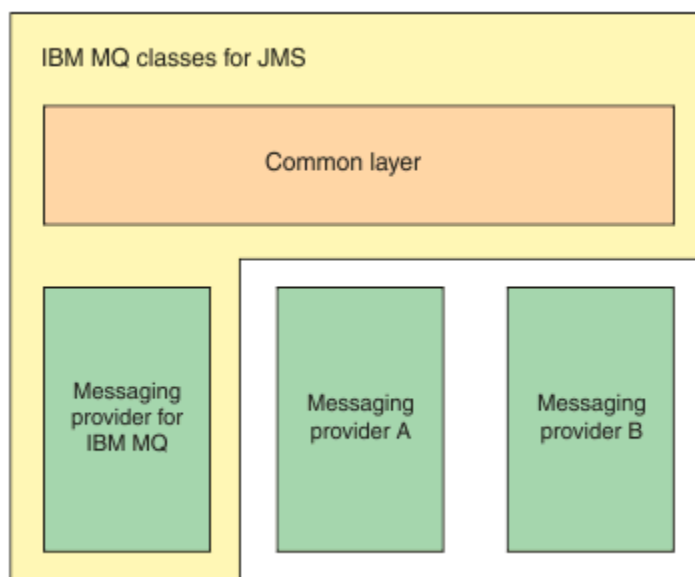 IBM MQ classes for JMS
Common layer
Messaging
provider for
IBM MQ
Messaging
provider A
Messaging
provider B